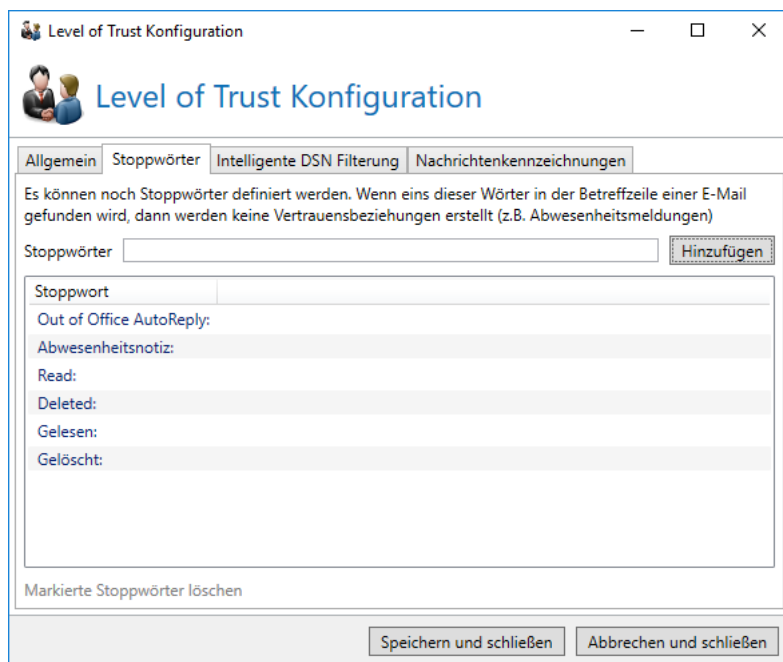 Level of Trust Konfiguration
Level of Trust Konfiguration
Allgemein Stoppwörter Intelligente DSN Filterung Nachrichtenkennzeichnungen
Es können noch Stoppwörter definiert werden. Wenn eins dieser Wörter in der Betreffzeile einer E-Mail
gefunden wird, dann werden keine Vertrauensbeziehungen erstellt (z.B. Abwesenheitsmeldungen)
Stoppwörter Hinzufügen
Stoppwort
Out of Office AutoReply:
Abwesenheitsnotiz:
Read:
Deleted:
Gelesen:
Gelöscht:
Markierte Stoppwörter löschen
Speichern und schließen Abbrechen und schließen